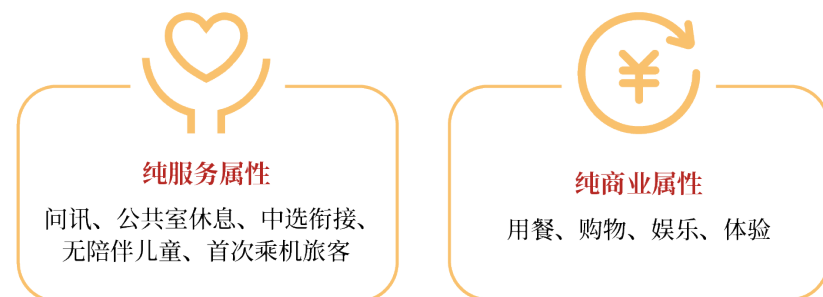 纯服务属性
问讯、公共室休息、中选衔接、
无陪伴儿童、首次乘机旅客
¥
纯商业属性
用餐、购物、娱乐、体验